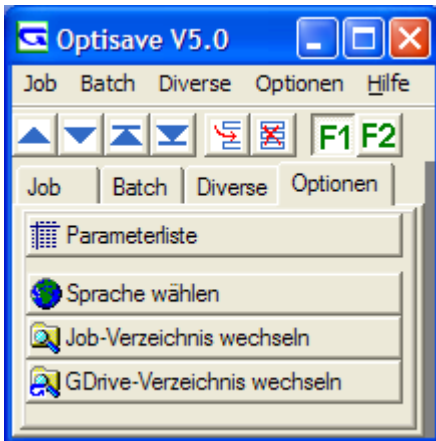 Optisave V5.0
Job Batch Diverse Optionen Hilfe
F1 F2
Job Batch Diverse Optionen
Parameterliste
Sprache wählen
Job-Verzeichnis wechseln
GDrive-Verzeichnis wechseln